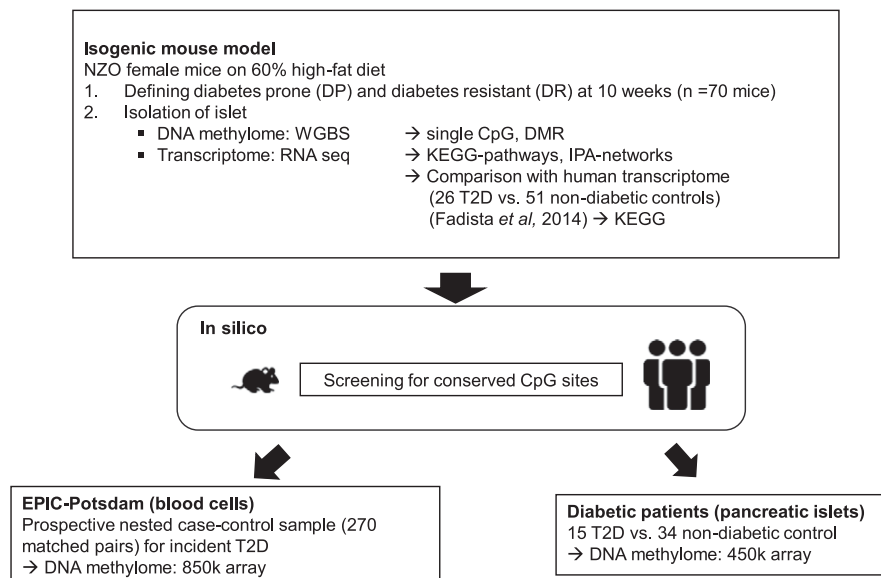 Isogenic mouse model
NZO female mice on 60% high-fat diet
1. Defining diabetes prone (DP) and diabetes resistant (DR) at 10 weeks (n =70 mice)
2. Isolation of islet
▪ DNA methylome: WGBS → single CpG, DMR
▪ Transcriptome: RNA seq → KEGG-pathways, IPA-networks
→ Comparison with human transcriptome
(26 T2D vs. 51 non-diabetic controls)
(Fadista et al, 2014) → KEGG
In silico
Screening for conserved CpG sites
EPIC-Potsdam (blood cells)
Prospective nested case-control sample (270
matched pairs) for incident T2D
→ DNA methylome: 850k array
Diabetic patients (pancreatic islets)
15 T2D vs. 34 non-diabetic control
→ DNA methylome: 450k array